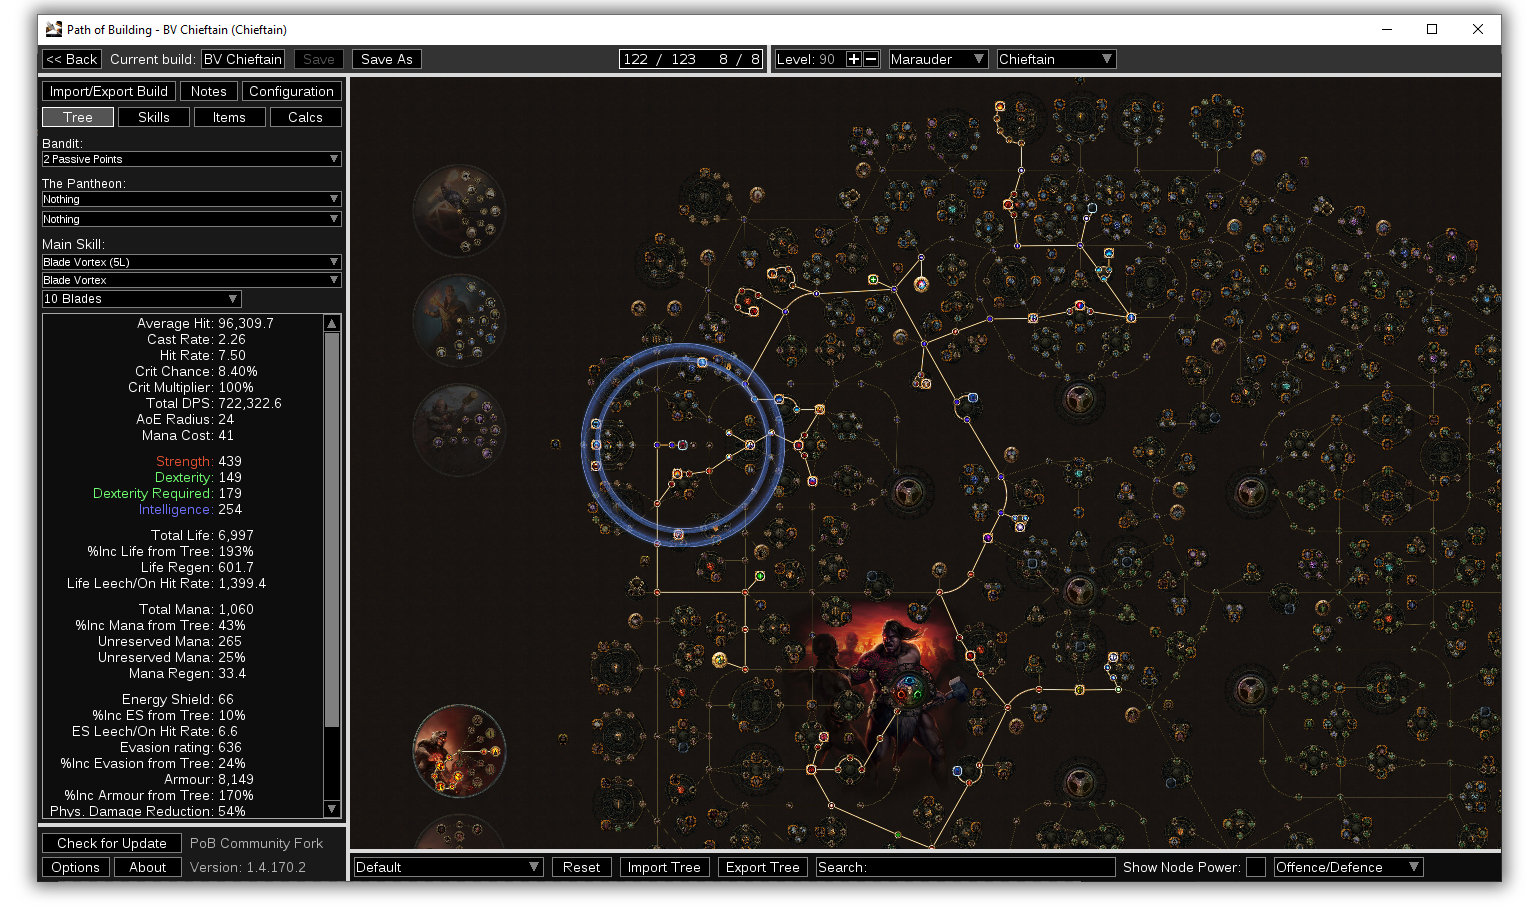 Path of Building - BV Chieftain (Chieftain)
<< Back Current build: BV Chieftain Save Save As 122 / 123 8 / 8 Level: 90 Marauder Chieftain
Import/Export Build Notes Configuration
Tree Skills Items Calcs
Bandit:
2 Passive Points
The Pantheon:
Nothing
Nothing
Main Skill:
Blade Vortex (5L)
Blade Vortex
10 Blades
Average Hit: 96,309.7
Cast Rate: 2.26
Hit Rate: 7.50
Crit Chance: 8.40%
Crit Multiplier: 100%
Total DPS: 722,322.6
AoE Radius: 24
Mana Cost: 41
Strength: 439
Dexterity: 149
Dexterity Required: 179
Intelligence: 254
Total Life: 6,997
%Inc Life from Tree: 193%
Life Regen: 601.7
Life Leech/On Hit Rate: 1,399.4
Total Mana: 1,060
%Inc Mana from Tree: 43%
Unreserved Mana: 265
Unreserved Mana: 25%
Mana Regen: 33.4
Energy Shield: 66
%Inc ES from Tree: 10%
ES Leech/On Hit Rate: 6.6
Evasion rating: 636
%Inc Evasion from Tree: 24%
Armour: 8,149
%Inc Armour from Tree: 170%
Phys. Damage Reduction: 54%
Check for Update PoB Community Fork
Options About Version: 1.4.170.2
Default Reset Import Tree Export Tree Search: Show Node Power: Offence/Defence